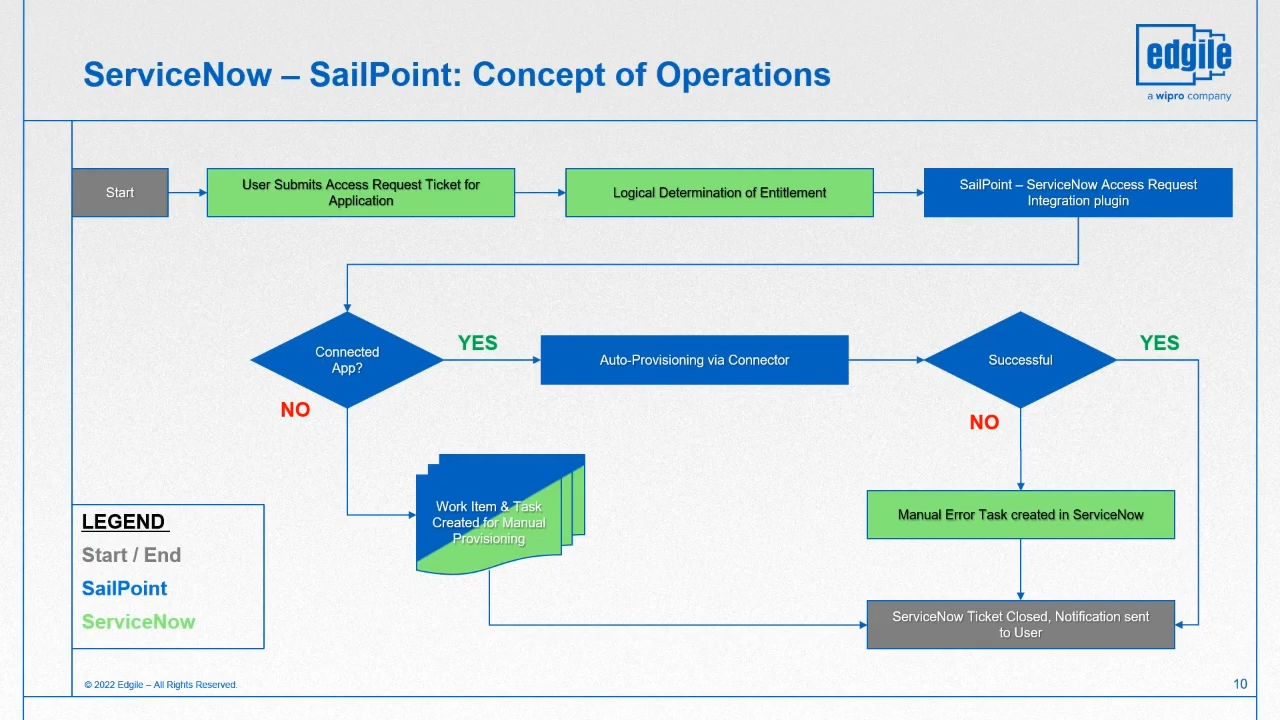 ServiceNow – SailPoint: Concept of Operations
edgile
a wipro company
Start
User Submits Access Request Ticket for
Application
Logical Determination of Entitlement
SailPoint – ServiceNow Access Request
Integration plugin
Connected
App?
YES
Auto-Provisioning via Connector
Successful
YES
NO
NO
Work Item & Task
Created for Manual
Provisioning
Manual Error Task created in ServiceNow
ServiceNow Ticket Closed, Notification sent
to User
LEGEND
Start / End
SailPoint
ServiceNow
© 2022 Edgile – All Rights Reserved.
10